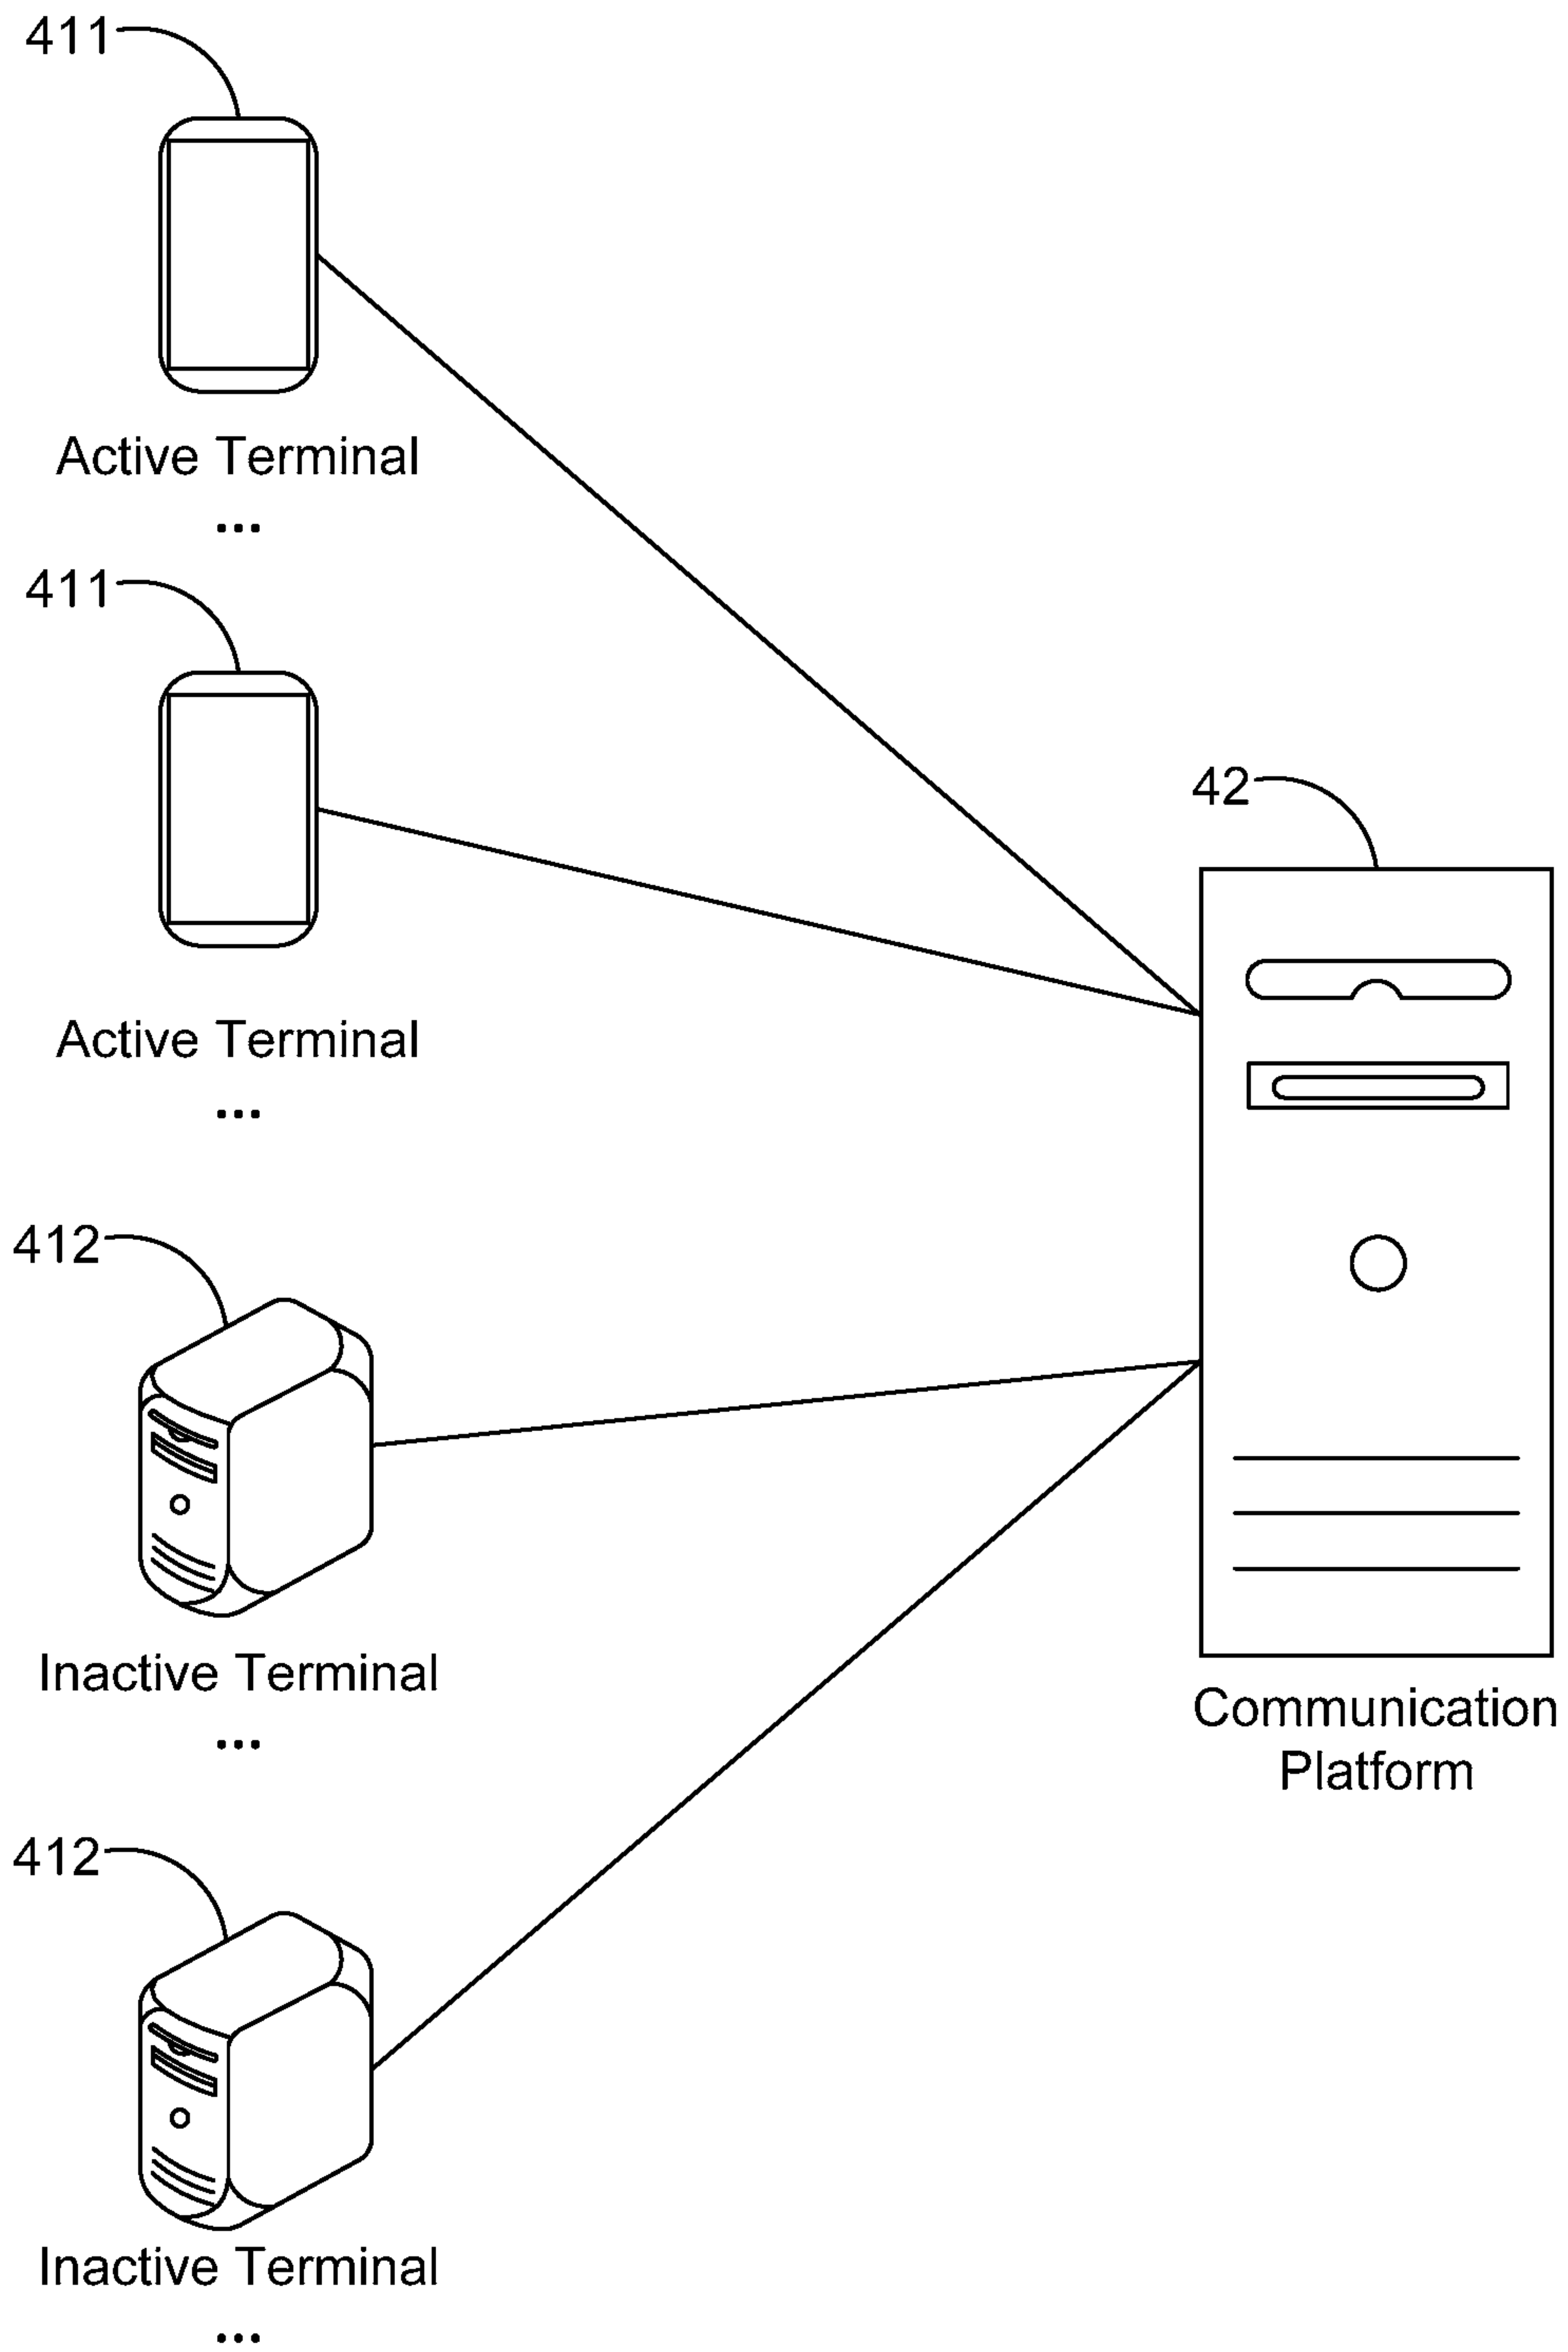 411
Active Terminal
...
411
Active Terminal
...
42
412
Inactive Terminal
...
Communication
Platform
412
Inactive Terminal
...